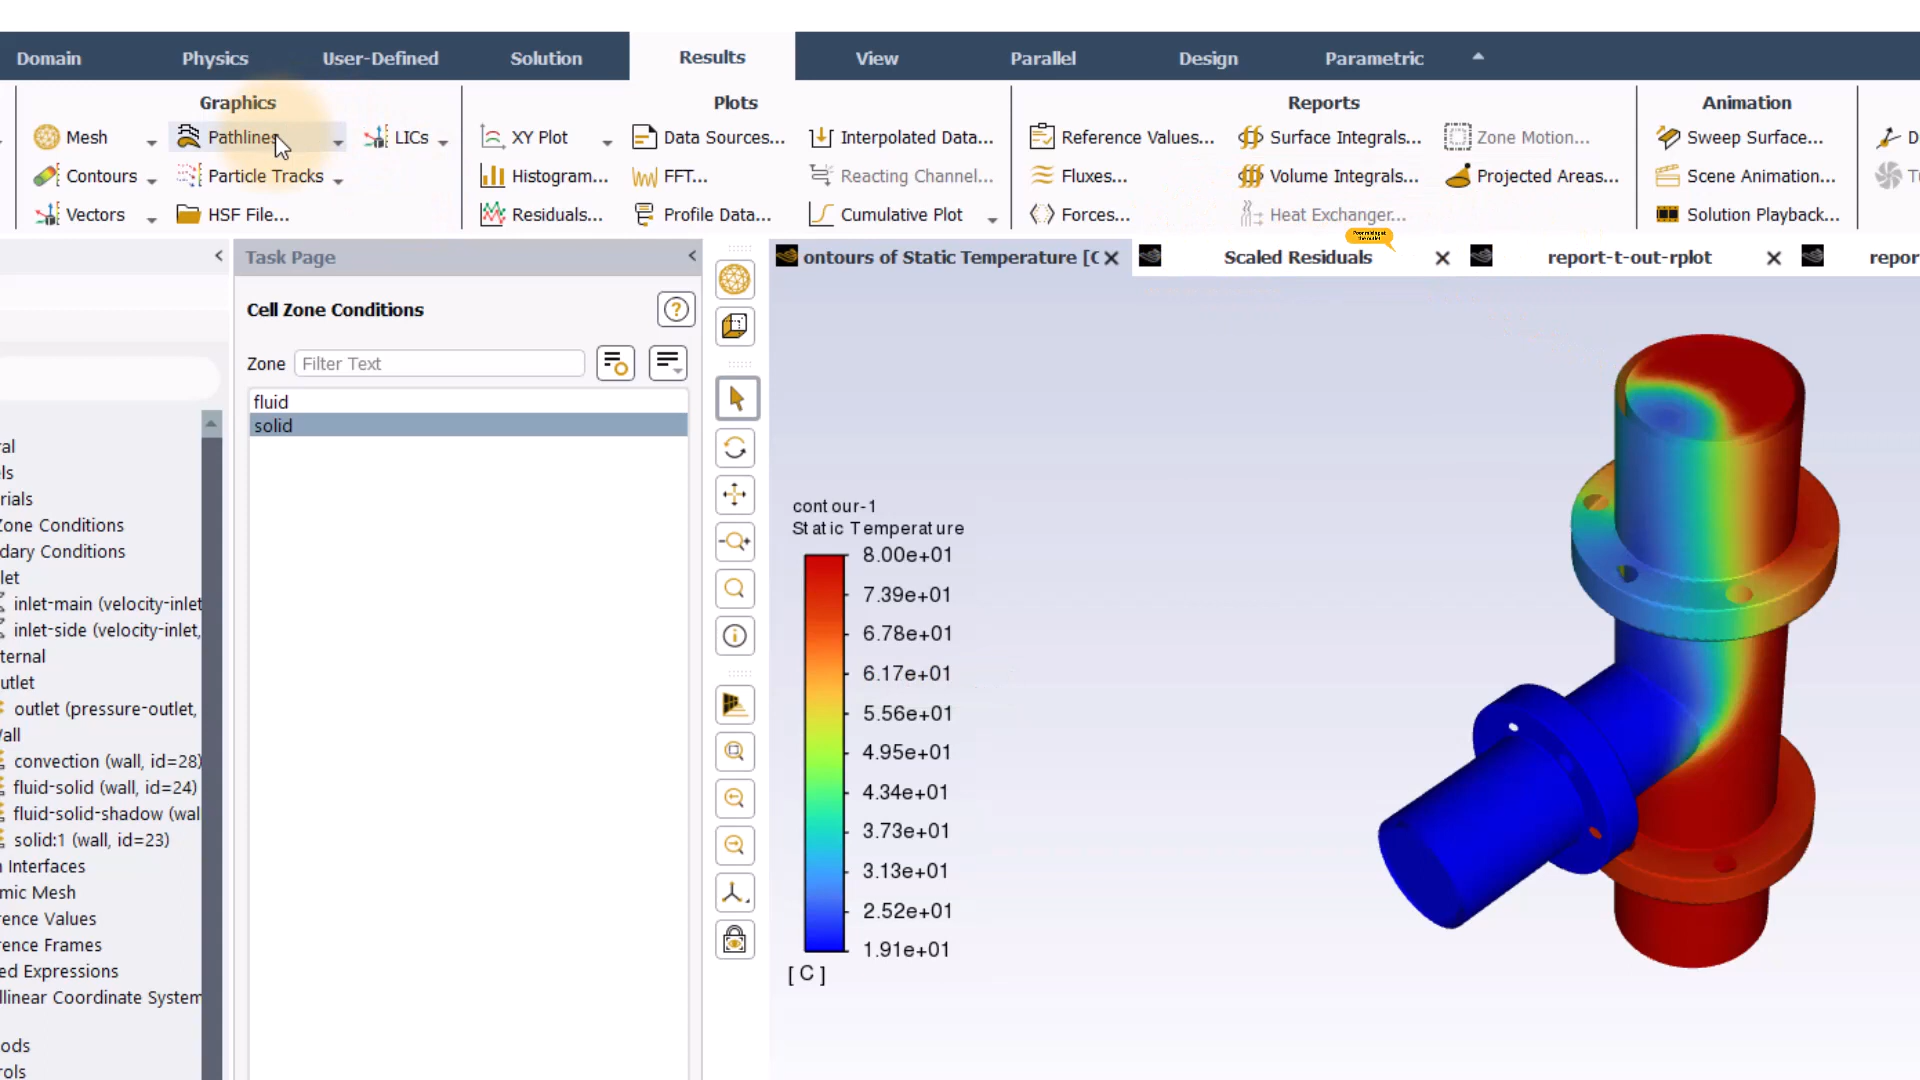 Domain
Physics
User-Defined
Solution
Results
View
Parallel
Design
Parametric
Graphics
Mesh
Pathlines
LICs
Contours
Particle Tracks
Vectors
HSF File...
Plots
XY Plot
Data Sources...
Interpolated Data...
Histogram...
FFT...
Reacting Channel...
Residuals...
Profile Data...
Cumulative Plot
Reports
Reference Values...
Surface Integrals...
Zone Motion...
Fluxes...
Volume Integrals...
Projected Areas...
Forces...
Heat Exchanger...
Animation
Sweep Surface...
Scene Animation...
Solution Playback...
D
Task Page
ontours of Static Temperature [C
Scaled Residuals
report-t-out-rplot
repor
Cell Zone Conditions
Zone
Filter Text
fluid
solid
al
ls
rials
Zone Conditions
dary Conditions
let
inlet-main (velocity-inlet
inlet-side (velocity-inlet,
ternal
utlet
outlet (pressure-outlet,
all
convection (wall, id=28)
fluid-solid (wall, id=24)
fluid-solid-shadow (wal
solid:1 (wall, id=23)
Interfaces
mic Mesh
rence Values
rence Frames
ed Expressions
llinear Coordinate System
ods
rols
contour-1
Static Temperature
8.00e+01
7.39e+01
6.78e+01
6.17e+01
5.56e+01
4.95e+01
4.34e+01
3.73e+01
3.13e+01
2.52e+01
1.91e+01
[ C ]